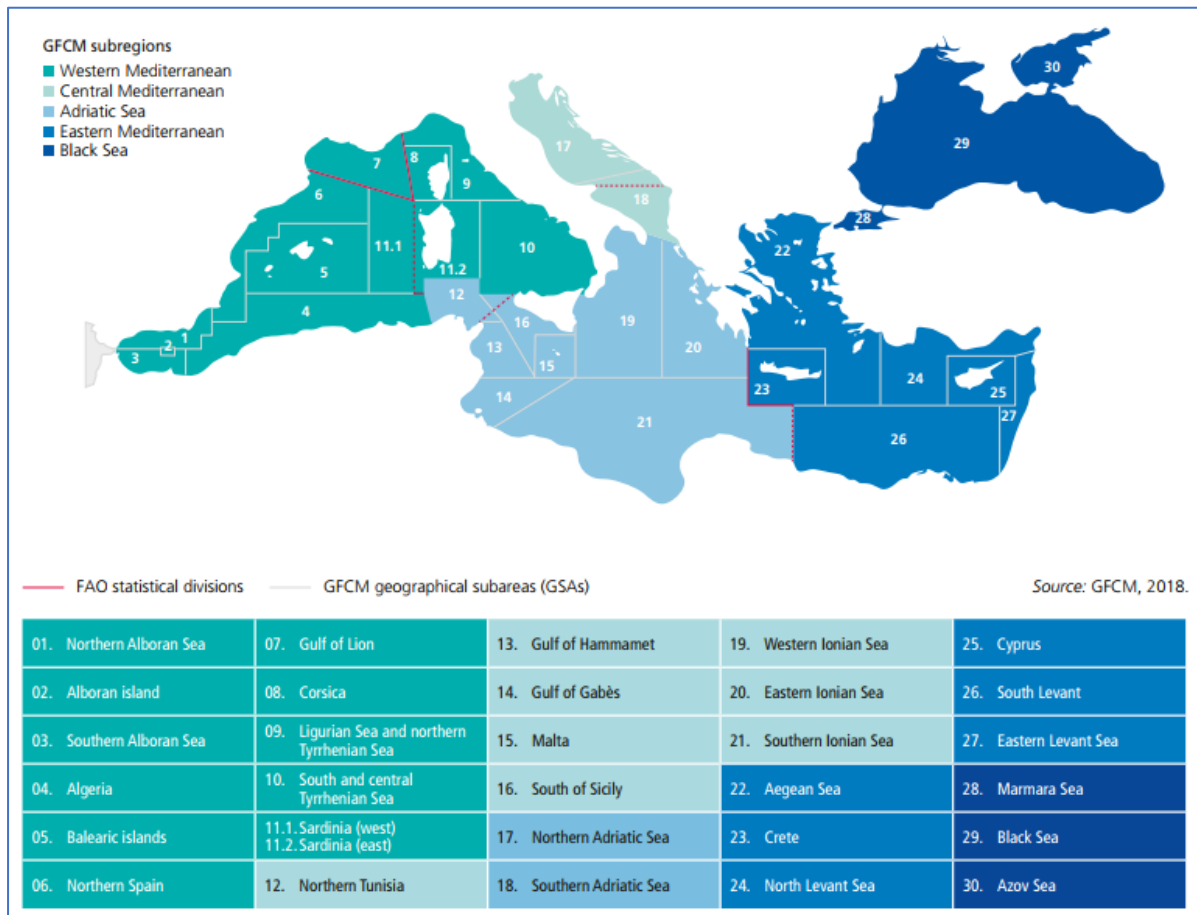 GFCM subregions
Western Mediterranean
Central Mediterranean
Adriatic Sea
Eastern Mediterranean
Black Sea
30
29
17
7
8
9
18
6
28
22
11.1
10
5
11.2
12
4
16
19
20
13
15
1
2
3
24
23
25
14
21
27
26
FAO statistical divisions
GFCM geographical subareas (GSAs)
Source: GFCM, 2018.
01. Northern Alboran Sea
02. Alboran island
03. Southern Alboran Sea
04. Algeria
05. Balearic islands
06. Northern Spain
07. Gulf of Lion
08. Corsica
09. Ligurian Sea and northern
Tyrrhenian Sea
10. South and central
Tyrrhenian Sea
11.1. Sardinia (west)
11.2. Sardinia (east)
12. Northern Tunisia
13. Gulf of Hammamet
14. Gulf of Gabès
15. Malta
16. South of Sicily
17. Northern Adriatic Sea
18. Southern Adriatic Sea
19. Western Ionian Sea
20. Eastern Ionian Sea
21. Southern Ionian Sea
22. Aegean Sea
23. Crete
24. North Levant Sea
25. Cyprus
26. South Levant
27. Eastern Levant Sea
28. Marmara Sea
29. Black Sea
30. Azov Sea